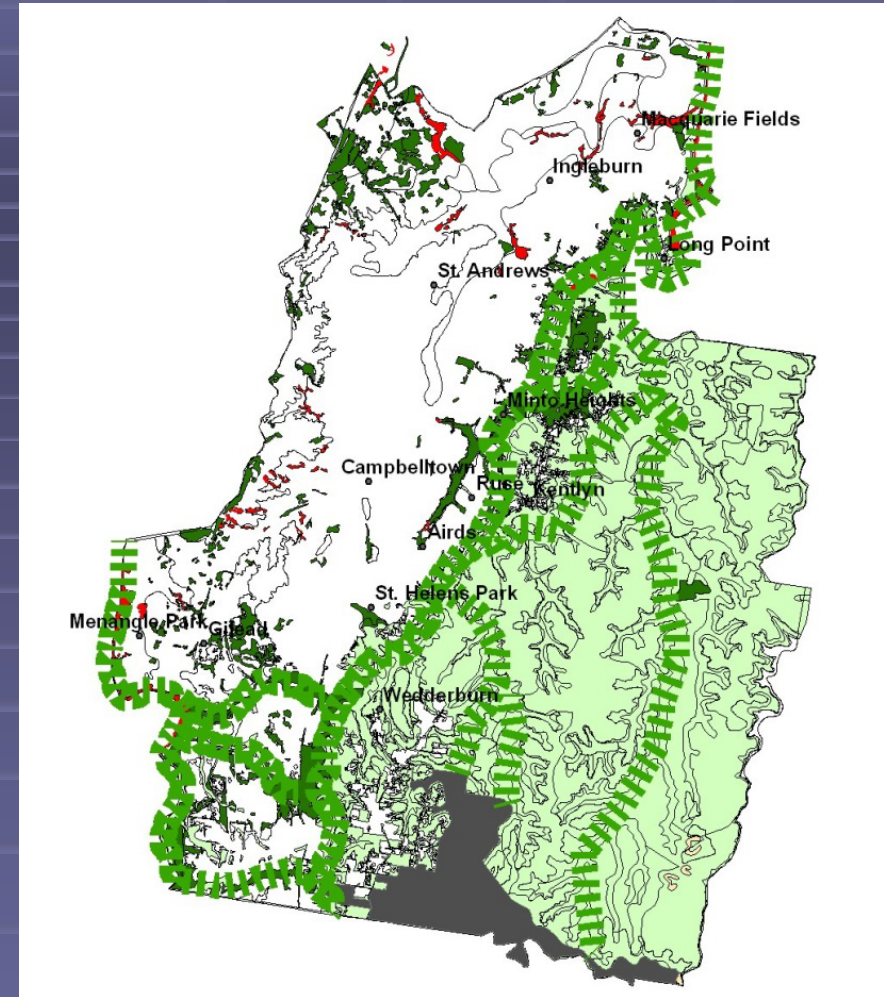 Macquarie Fields
Ingleburn
Long Point
St. Andrews
Minto Heights
Campbelltown
Ruse
Kentlyn
Airds
St. Helens Park
Menangle Park
Gilead
Wedderburn